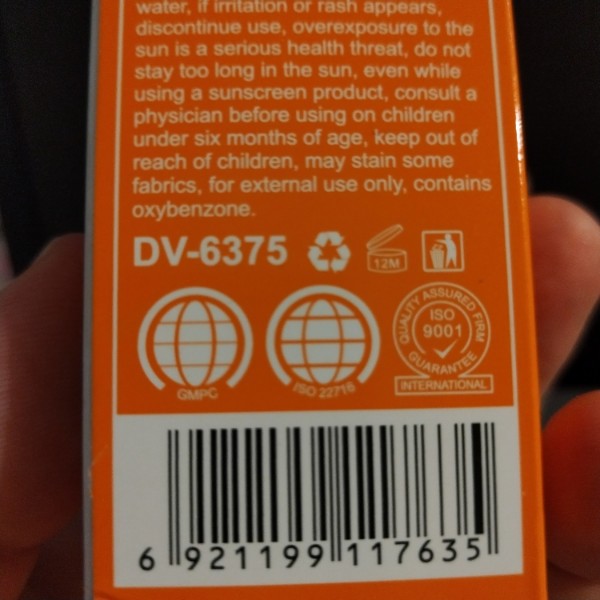 water, if irritation or rash appears,
discontinue use, overexposure to the
sun is a serious health threat, do not
stay too long in the sun, even while
using a sunscreen product, consult a
physician before using on children
under six months of age, keep out of
reach of children, may stain some
fabrics, for external use only, contains
oxybenzone.
DV-6375
12M
GMPC
ISO 22716
QUALITY ASSURED FIRM
ISO
9001
GUARANTEE
INTERNATIONAL
6 921199 117635